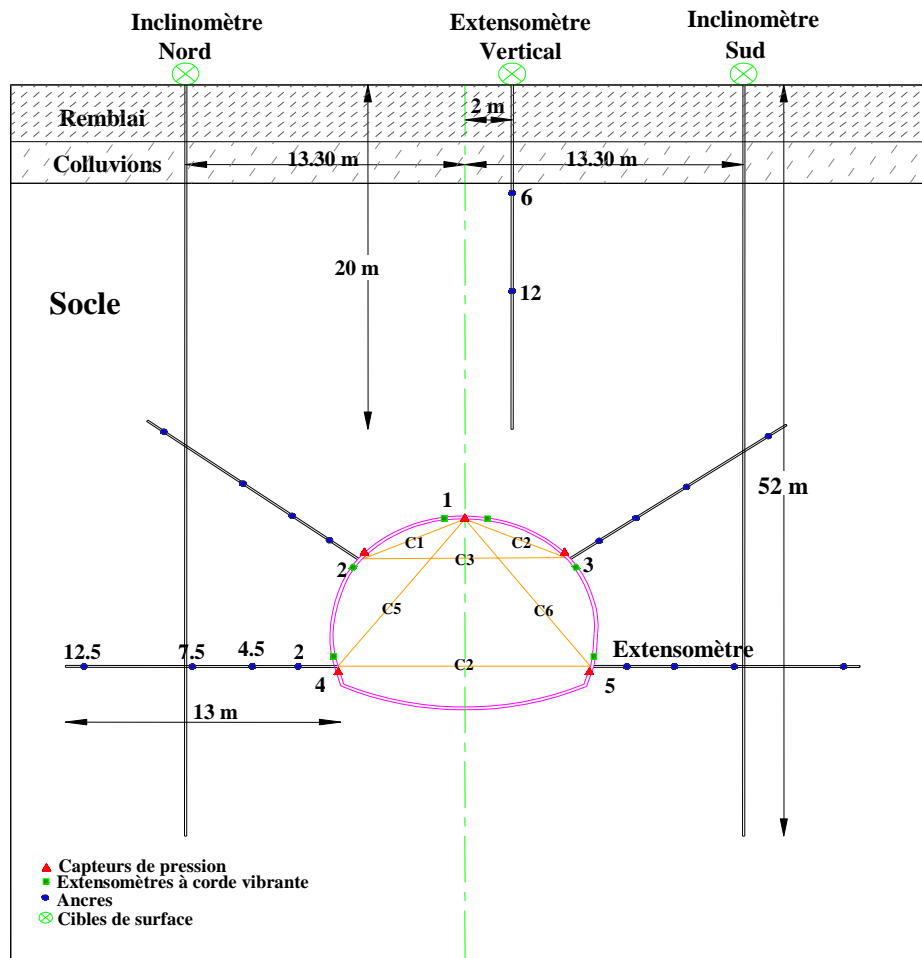 Inclinomètre
Nord
Extensomètre
Vertical
Inclinomètre
Sud
2 m
Remblai
Colluvions
13.30 m
13.30 m
6
20 m
12
Socle
52 m
1
C1
C2
C3
2
3
C5
C6
12.5
7.5
4.5
2
Extensomètre
C2
4
5
13 m
Capteurs de pression
Extensomètres à corde vibrante
Ancres
Cibles de surface